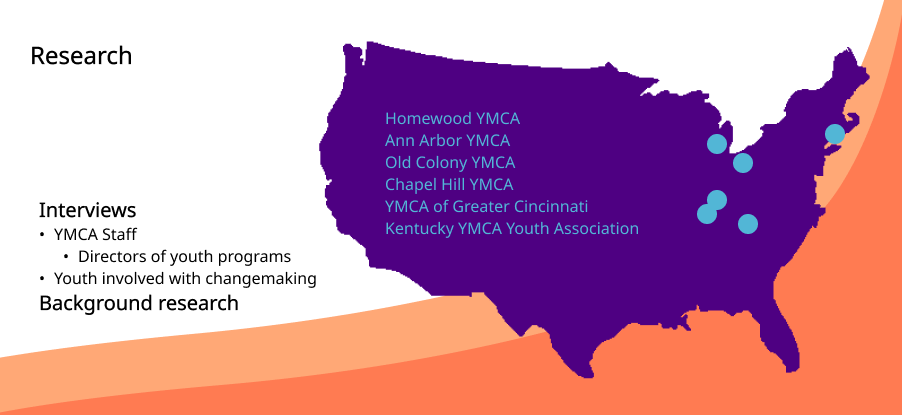 Research
Homewood YMCA
Ann Arbor YMCA
Old Colony YMCA
Chapel Hill YMCA
YMCA of Greater Cincinnati
Kentucky YMCA Youth Association
Interviews
• YMCA Staff
• Directors of youth programs
• Youth involved with changemaking
Background research